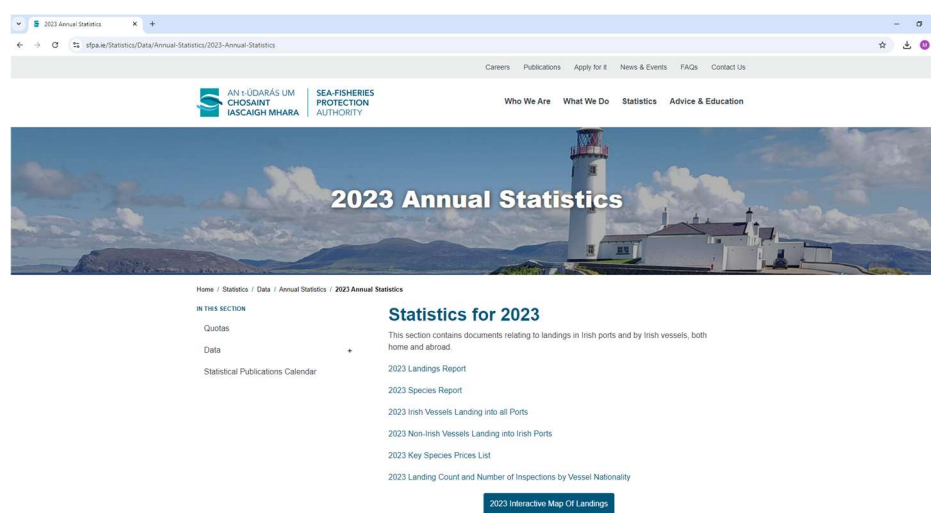 2023 Annual Statistics
sfpa.ie/Statistics/Data/Annual-Statistics/2023-Annual-Statistics
M
Careers Publications Apply for it News & Events FAQs Contact Us
AN t-ÚDARÁS UM
CHOSAINT
IASCAIGH MHARA
SEA-FISHERIES
PROTECTION
AUTHORITY
Who We Are What We Do Statistics Advice & Education
2023 Annual Statistics
Home / Statistics / Data / Annual Statistics / 2023 Annual Statistics
IN THIS SECTION
Quotas
Data +
Statistical Publications Calendar
Statistics for 2023
This section contains documents relating to landings in Irish ports and by Irish vessels, both
home and abroad.
2023 Landings Report
2023 Species Report
2023 Irish Vessels Landing into all Ports
2023 Non-Irish Vessels Landing into Irish Ports
2023 Key Species Prices List
2023 Landing Count and Number of Inspections by Vessel Nationality
2023 Interactive Map Of Landings